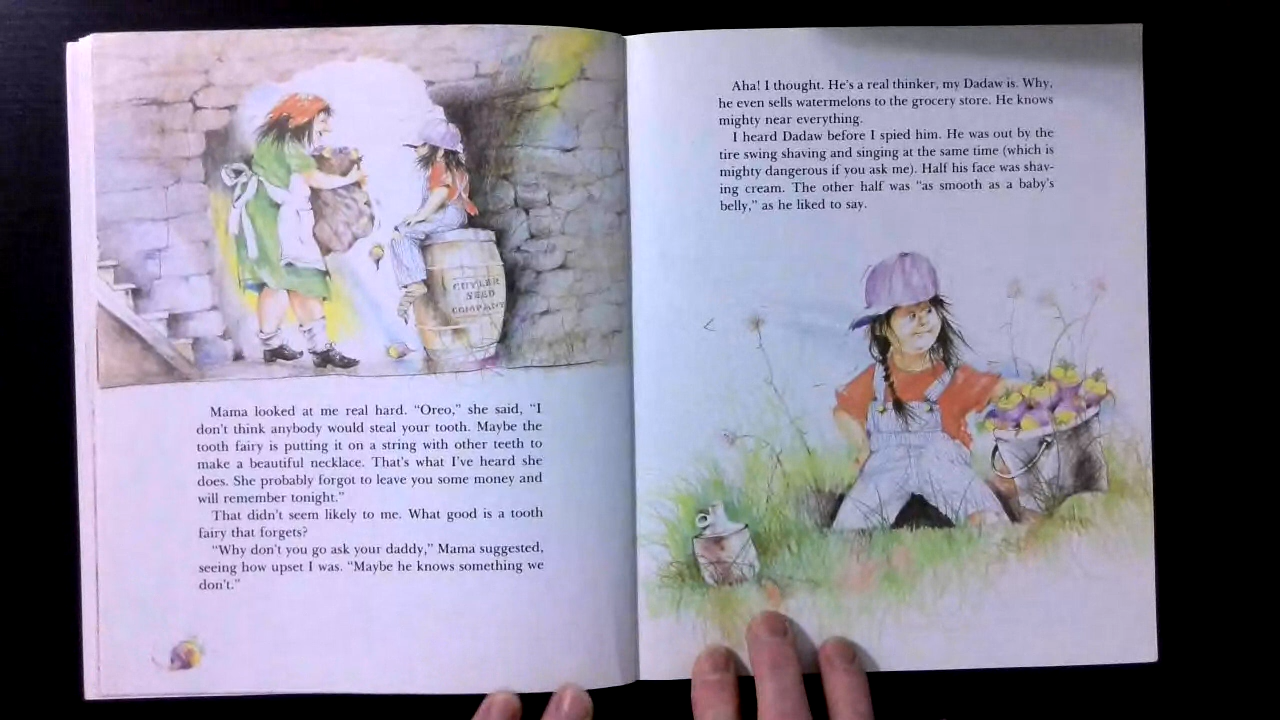 CUTLER
SEED
COMPANY
Mama looked at me real hard. “Oreo,” she said, “I
don't think anybody would steal your tooth. Maybe the
tooth fairy is putting it on a string with other teeth to
make a beautiful necklace. That's what I've heard she
does. She probably forgot to leave you some money and
will remember tonight.”
That didn't seem likely to me. What good is a tooth
fairy that forgets?
“Why don't you go ask your daddy,” Mama suggested,
seeing how upset I was. “Maybe he knows something we
don't.”
Aha! I thought. He's a real thinker, my Dadaw is. Why,
he even sells watermelons to the grocery store. He knows
mighty near everything.
I heard Dadaw before I spied him. He was out by the
tire swing shaving and singing at the same time (which is
mighty dangerous if you ask me). Half his face was shav-
ing cream. The other half was “as smooth as a baby's
belly,” as he liked to say.